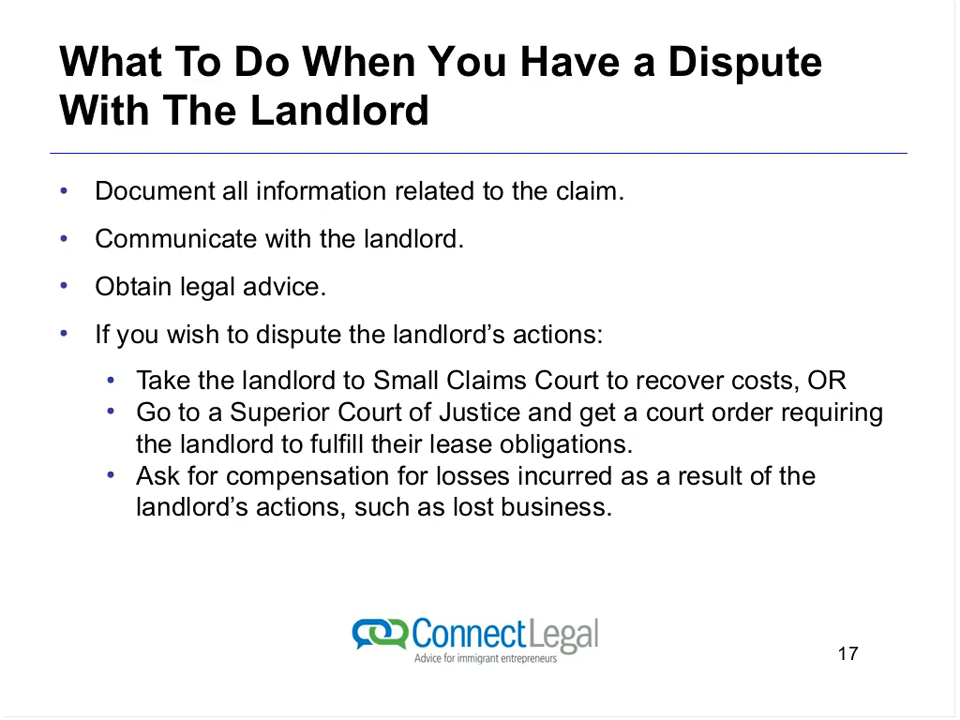 What To Do When You Have a Dispute
With The Landlord
• Document all information related to the claim.
• Communicate with the landlord.
• Obtain legal advice.
• If you wish to dispute the landlord’s actions:
• Take the landlord to Small Claims Court to recover costs, OR
• Go to a Superior Court of Justice and get a court order requiring
the landlord to fulfill their lease obligations.
• Ask for compensation for losses incurred as a result of the
landlord’s actions, such as lost business.
ConnectLegal
Advice for immigrant entrepreneurs
17